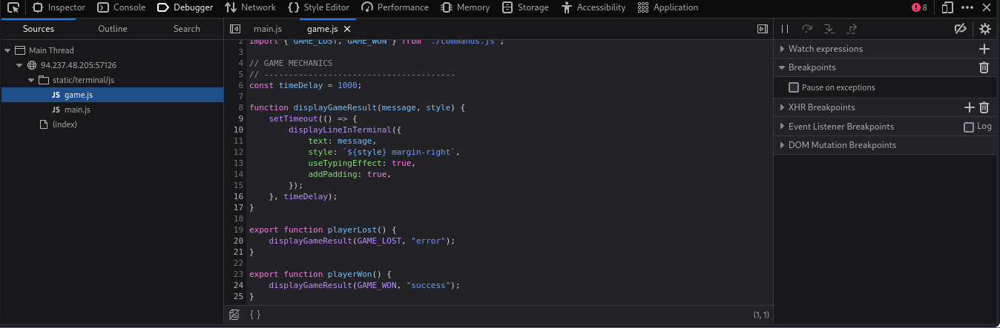 Inspector Console Debugger Network Style Editor Performance Memory Storage Accessibility Application 8
Sources Outline Search
main.js game.js
Main Thread
94.237.48.205:57126
static/terminal/js
JS game.js
JS main.js
(index)
2 import { GAME_LOST, GAME_WON } from "./commands.js";
3
4 // GAME MECHANICS
5 // ---------------------------------------
6 const timeDelay = 1000;
7
8 function displayGameResult(message, style) {
9     setTimeout(() => {
10         displayLineInTerminal({
11             text: message,
12             style: `${style} margin-right`,
13             useTypingEffect: true,
14             addPadding: true,
15         });
16     }, timeDelay);
17 }
18
19 export function playerLost() {
20     displayGameResult(GAME_LOST, "error");
21 }
22
23 export function playerWon() {
24     displayGameResult(GAME_WON, "success");
25 }
{ } (1, 1)
Watch expressions
Breakpoints
Pause on exceptions
XHR Breakpoints
Event Listener Breakpoints Log
DOM Mutation Breakpoints